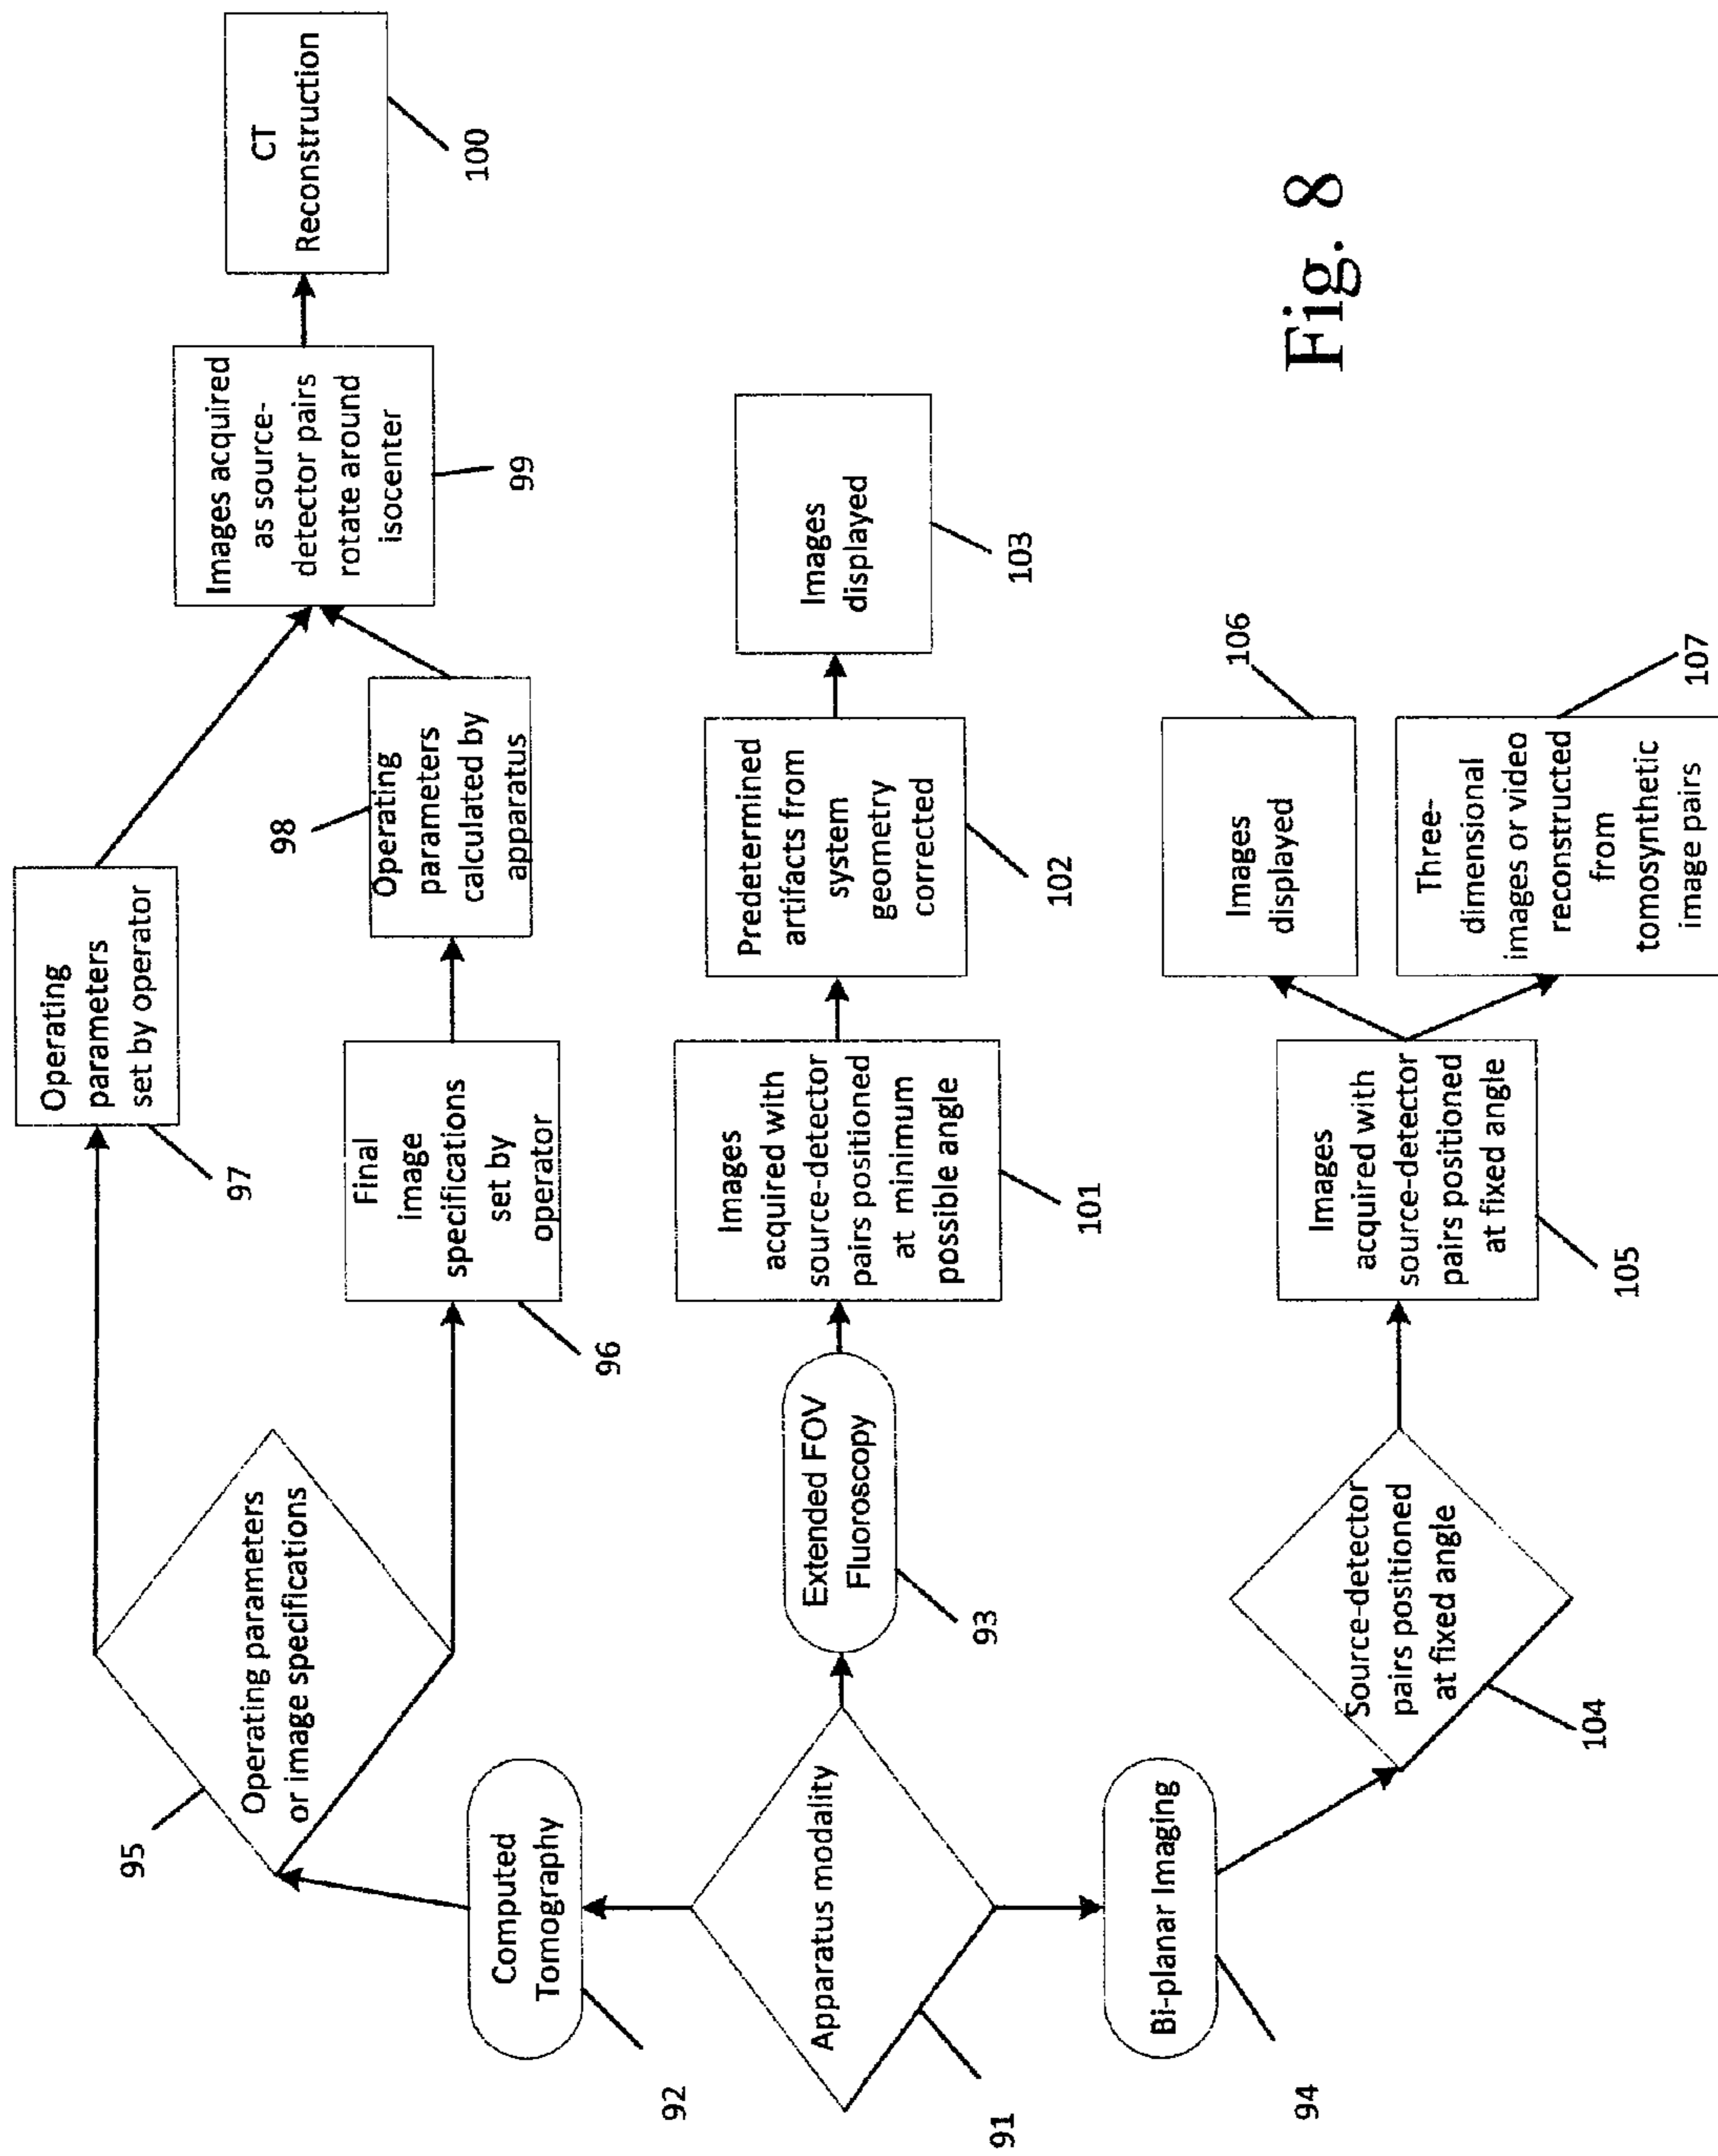 Apparatus modality
91
Computed
Tomography
92
Operating parameters
or image specifications
95
Operating
parameters
set by operator
97
Final
image
specifications
set by
operator
96
Operating
parameters
calculated by
apparatus
98
Images acquired
as source-
detector pairs
rotate around
isocenter
99
CT
Reconstruction
100
Extended FOV
Fluoroscopy
93
Images
acquired with
source-detector
pairs positioned
at minimum
possible angle
101
Predetermined
artifacts from
system
geometry
corrected
102
Images
displayed
103
Bi-planar Imaging
94
Source-detector
pairs positioned
at fixed angle
104
Images
acquired with
source-detector
pairs positioned
at fixed angle
105
Images
displayed
106
Three-
dimensional
images or video
reconstructed
from
tomosynthetic
image pairs
107
Fig. 8